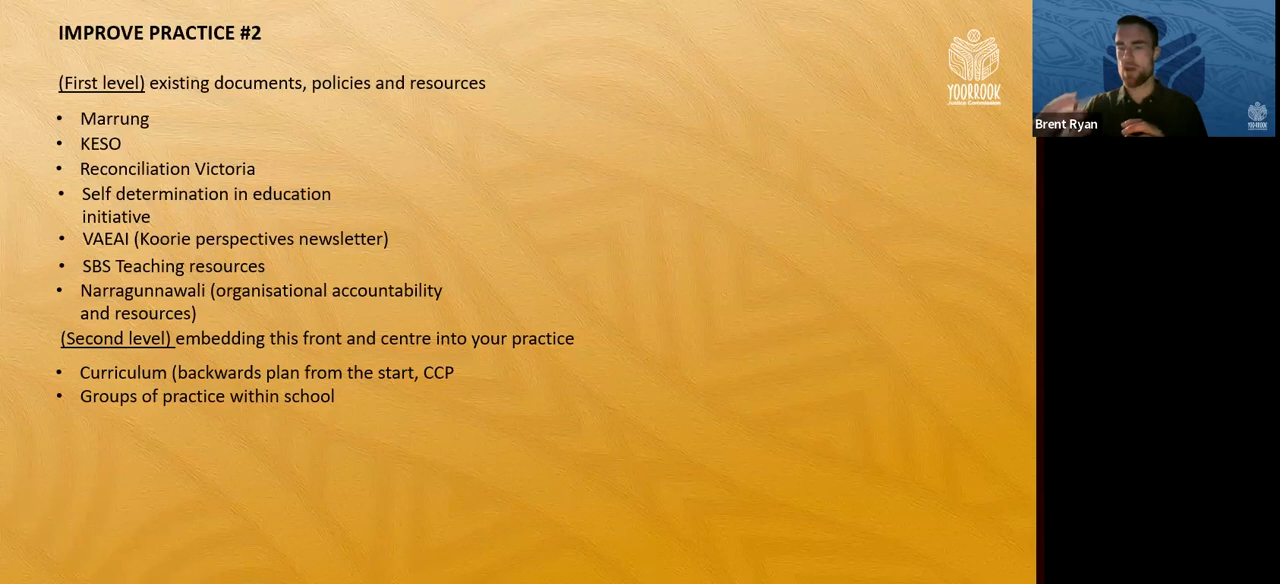 IMPROVE PRACTICE #2
YOORROOK
Justice Commission
Brent Ryan
(First level) existing documents, policies and resources
• Marrung
• KESO
• Reconciliation Victoria
• Self determination in education
initiative
• VAEAI (Koorie perspectives newsletter)
• SBS Teaching resources
• Narragunnawali (organisational accountability
and resources)
(Second level) embedding this front and centre into your practice
• Curriculum (backwards plan from the start, CCP
• Groups of practice within school